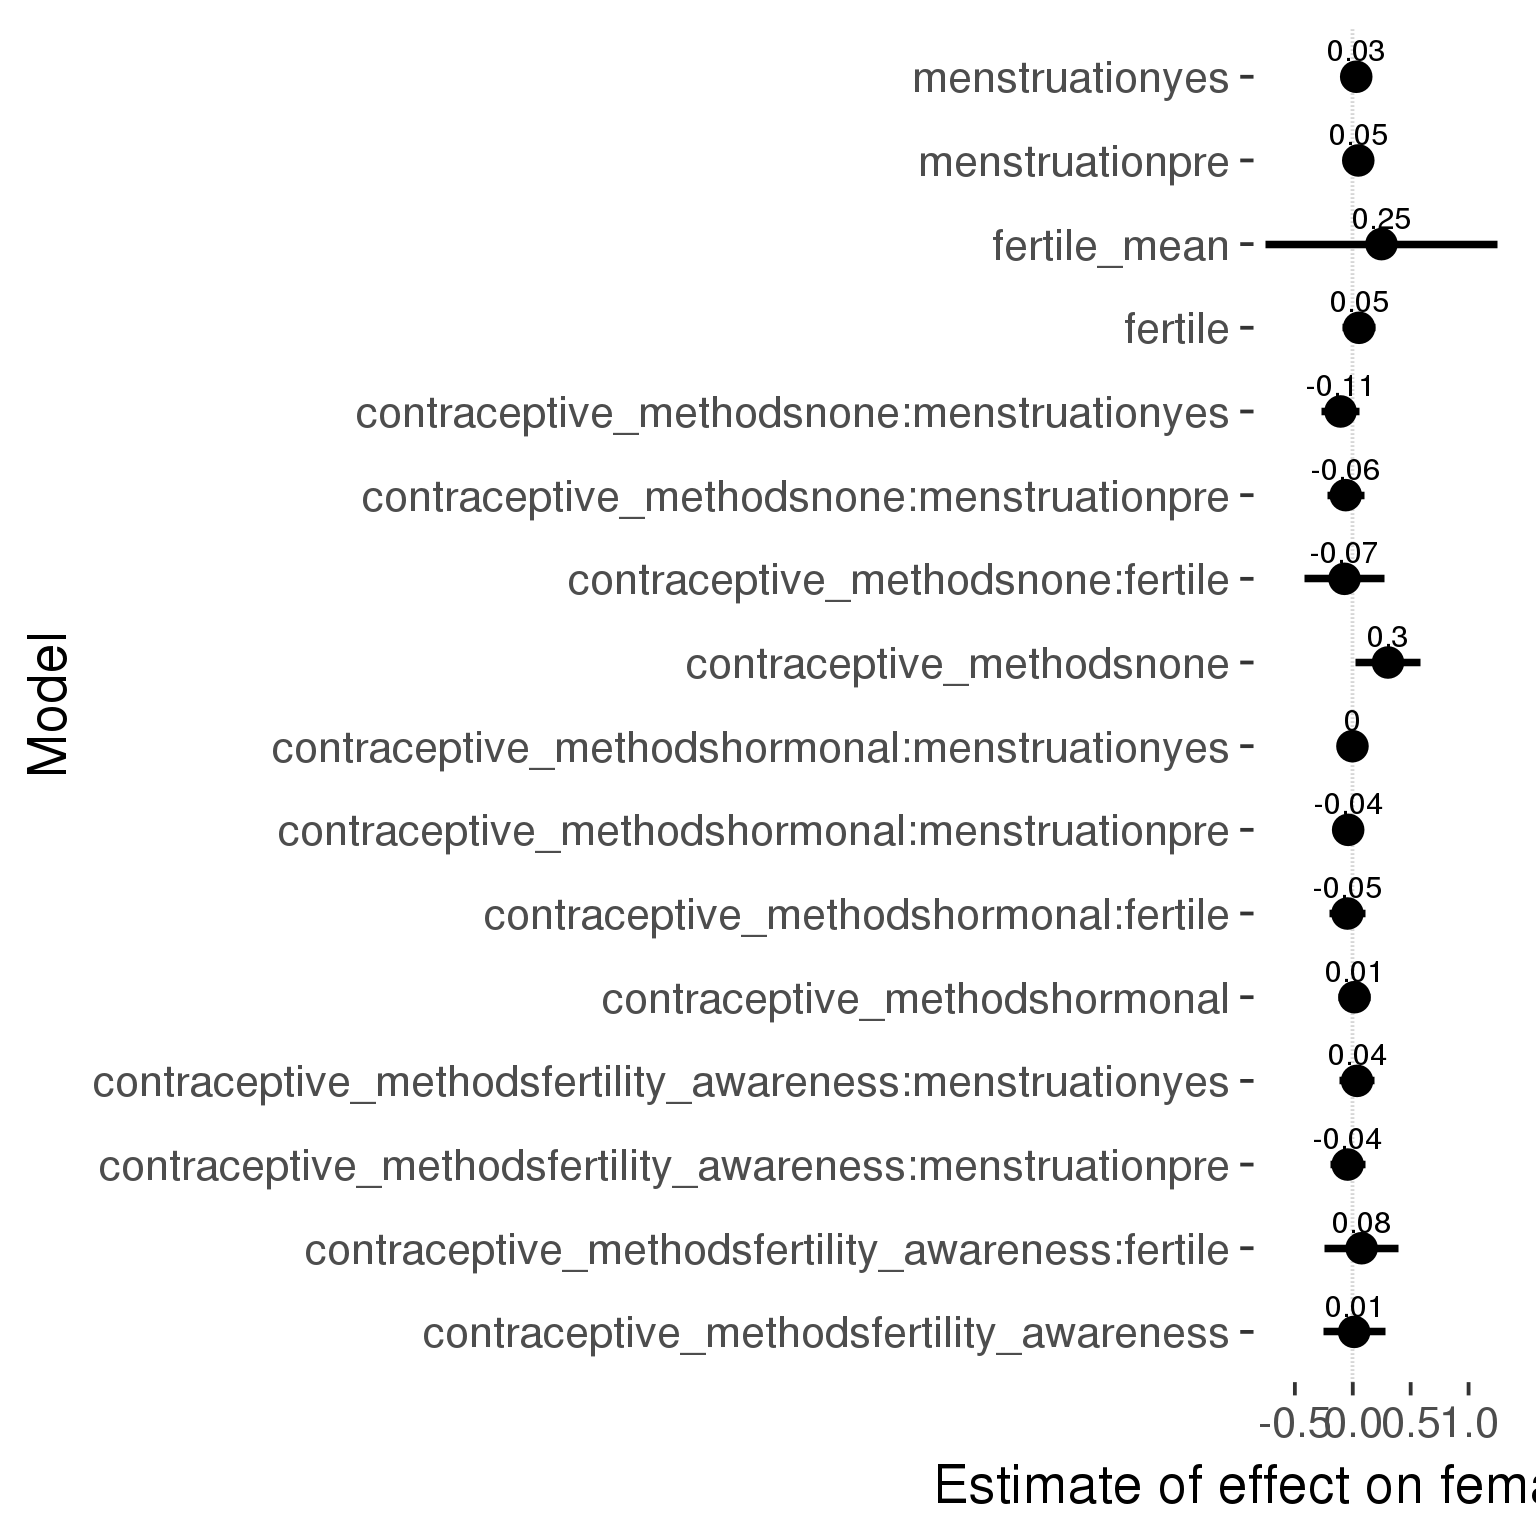 menstruationyes
0.03
menstruationpre
0.05
fertile_mean
0.25
fertile
0.05
contraceptive_methodsnone:menstruationyes
-0.11
contraceptive_methodsnone:menstruationpre
-0.06
contraceptive_methodsnone:fertile
-0.07
contraceptive_methodsnone
0.3
contraceptive_methodshormonal:menstruationyes
0
contraceptive_methodshormonal:menstruationpre
-0.04
contraceptive_methodshormonal:fertile
-0.05
contraceptive_methodshormonal
0.01
contraceptive_methodsfertility_awareness:menstruationyes
0.04
contraceptive_methodsfertility_awareness:menstruationpre
-0.04
contraceptive_methodsfertility_awareness:fertile
0.08
contraceptive_methodsfertility_awareness
0.01
Model
-0.5 0.0 0.5 1.0
Estimate of effect on